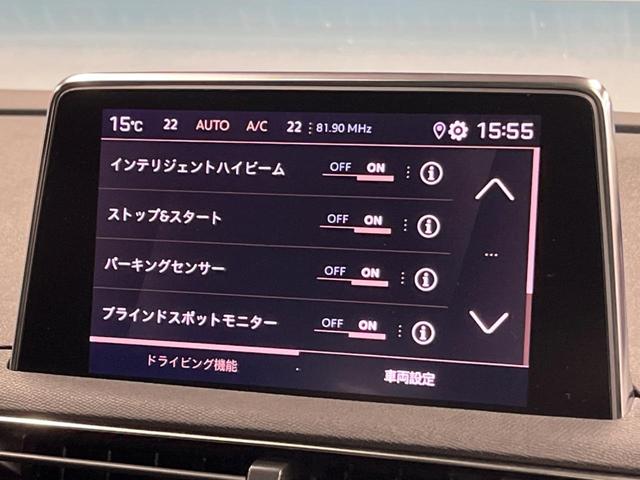 15℃ 22 AUTO A/C 22 81.90 MHz 15:55
インテリジェントハイビーム OFF ON
ストップ&スタート OFF ON
パーキングセンサー OFF ON
ブラインドスポットモニター OFF ON
ドライビング機能 車両設定